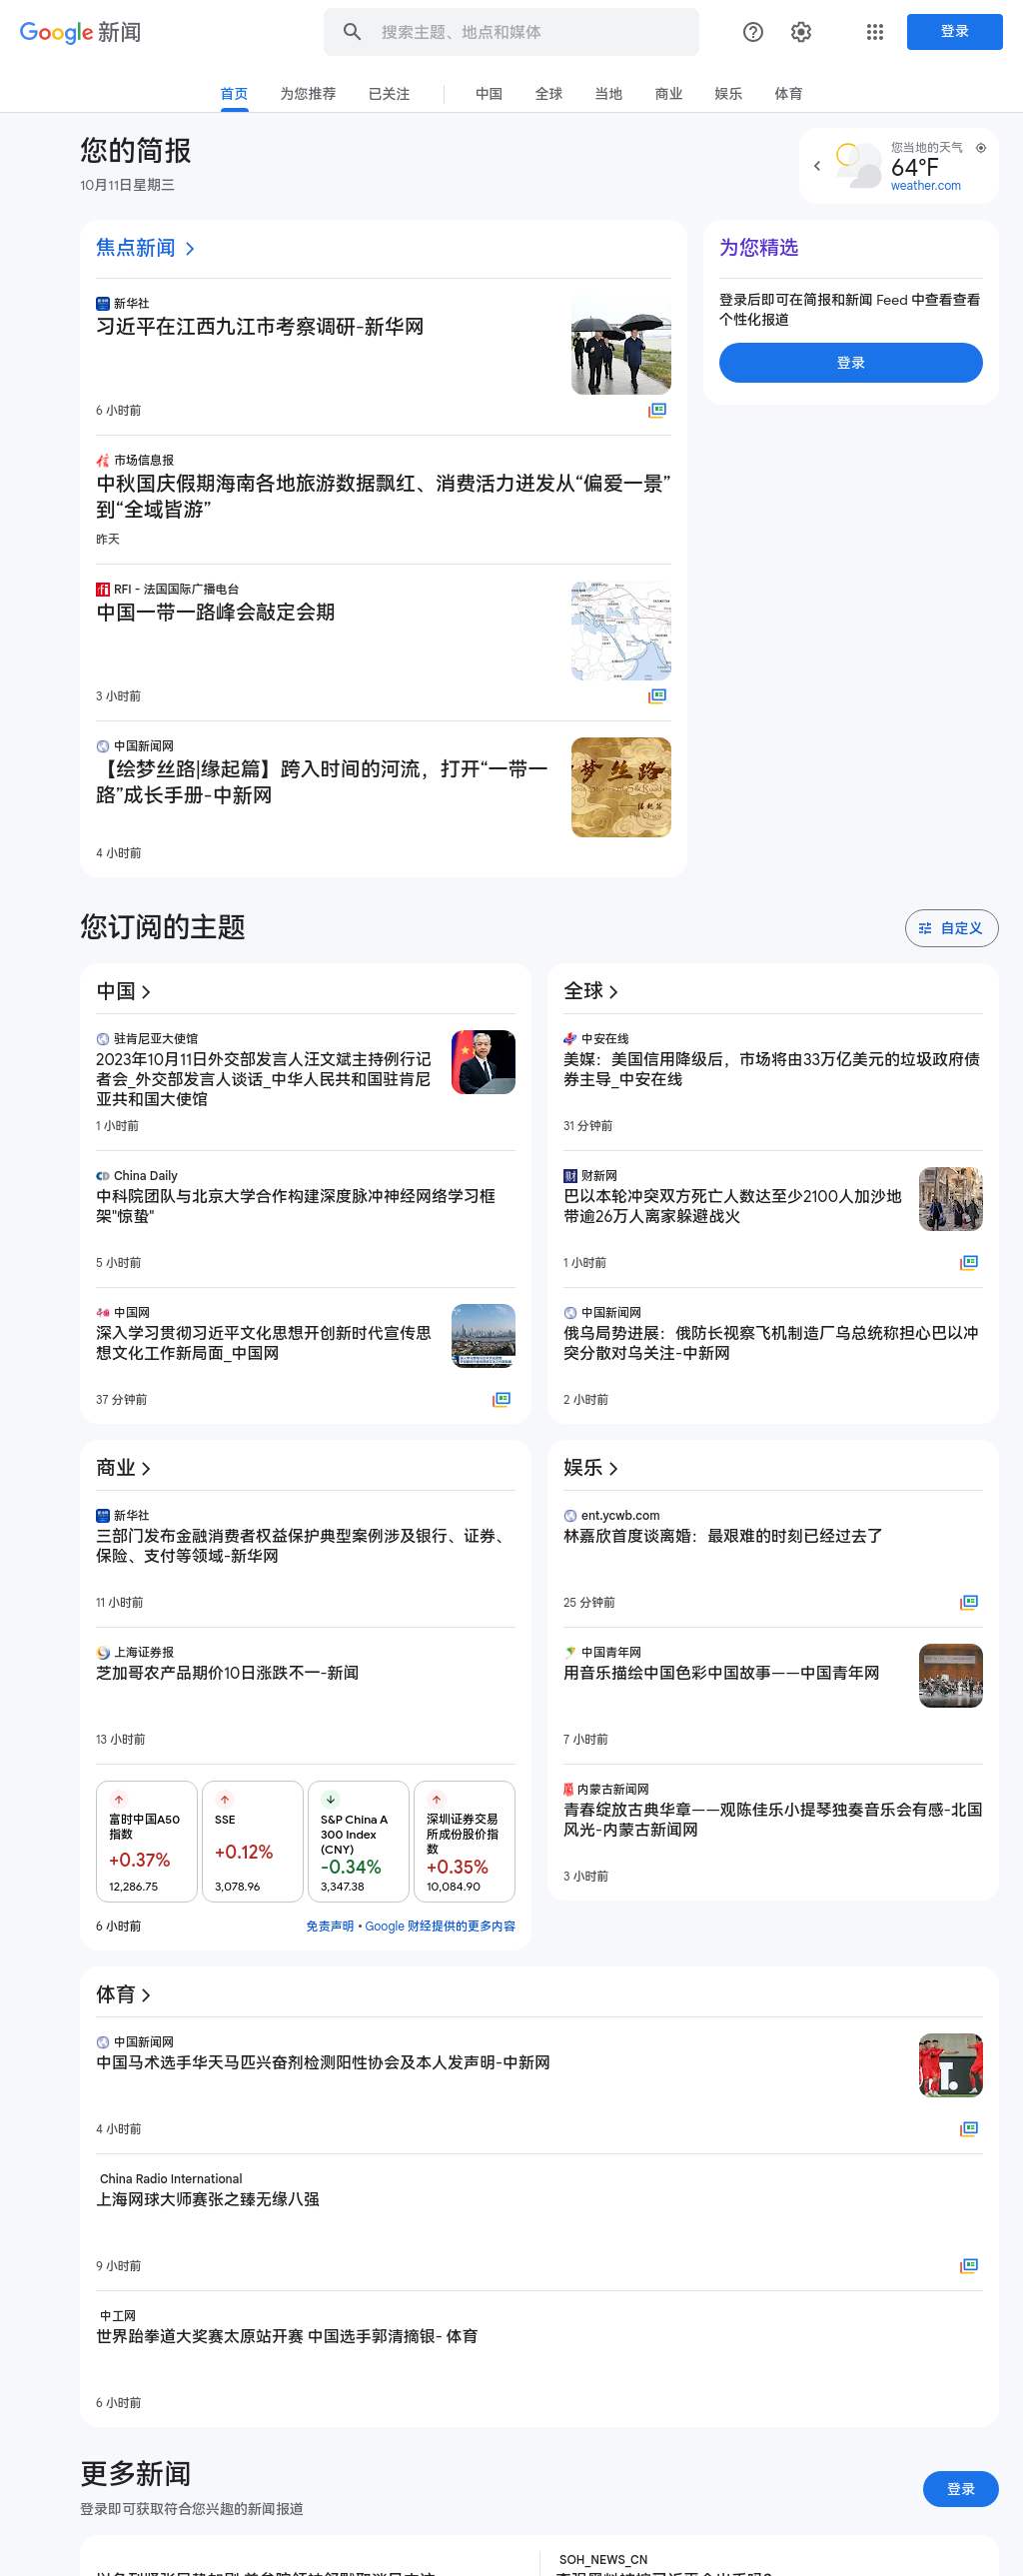 Google 新闻
搜索主题、地点和媒体
登录
首页
为您推荐
已关注
中国
全球
当地
商业
娱乐
体育
您的简报
10月11日星期三
您当地的天气
64°F
weather.com
焦点新闻
新华社
习近平在江西九江市考察调研-新华网
6 小时前
市场信息报
中秋国庆假期海南各地旅游数据飘红、消费活力迸发从“偏爱一景”
到“全域皆游”
昨天
RFI - 法国国际广播电台
中国一带一路峰会敲定会期
3 小时前
中国新闻网
【绘梦丝路|缘起篇】跨入时间的河流，打开“一带一
路”成长手册-中新网
4 小时前
为您精选
登录后即可在简报和新闻 Feed 中查看查看
个性化报道
登录
您订阅的主题
自定义
中国
驻肯尼亚大使馆
2023年10月11日外交部发言人汪文斌主持例行记
者会_外交部发言人谈话_中华人民共和国驻肯尼
亚共和国大使馆
1 小时前
China Daily
中科院团队与北京大学合作构建深度脉冲神经网络学习框
架"惊蛰"
5 小时前
中国网
深入学习贯彻习近平文化思想开创新时代宣传思
想文化工作新局面_中国网
37 分钟前
全球
中安在线
美媒：美国信用降级后，市场将由33万亿美元的垃圾政府债
券主导_中安在线
31 分钟前
财新网
巴以本轮冲突双方死亡人数达至少2100人加沙地
带逾26万人离家躲避战火
1 小时前
中国新闻网
俄乌局势进展：俄防长视察飞机制造厂乌总统称担心巴以冲
突分散对乌关注-中新网
2 小时前
商业
新华社
三部门发布金融消费者权益保护典型案例涉及银行、证券、
保险、支付等领域-新华网
11 小时前
上海证券报
芝加哥农产品期价10日涨跌不一-新闻
13 小时前
富时中国A50
指数
+0.37%
12,286.75
SSE
+0.12%
3,078.96
S&P China A
300 Index
(CNY)
-0.34%
3,347.38
深圳证券交易
所成份股价指
数
+0.35%
10,084.90
6 小时前
免责声明 • Google 财经提供的更多内容
娱乐
ent.ycwb.com
林嘉欣首度谈离婚：最艰难的时刻已经过去了
25 分钟前
中国青年网
用音乐描绘中国色彩中国故事——中国青年网
7 小时前
内蒙古新闻网
青春绽放古典华章——观陈佳乐小提琴独奏音乐会有感-北国
风光-内蒙古新闻网
3 小时前
体育
中国新闻网
中国马术选手华天马匹兴奋剂检测阳性协会及本人发声明-中新网
4 小时前
China Radio International
上海网球大师赛张之臻无缘八强
9 小时前
中工网
世界跆拳道大奖赛太原站开赛 中国选手郭清摘银- 体育
6 小时前
更多新闻
登录即可获取符合您兴趣的新闻报道
登录
SOH_NEWS_CN